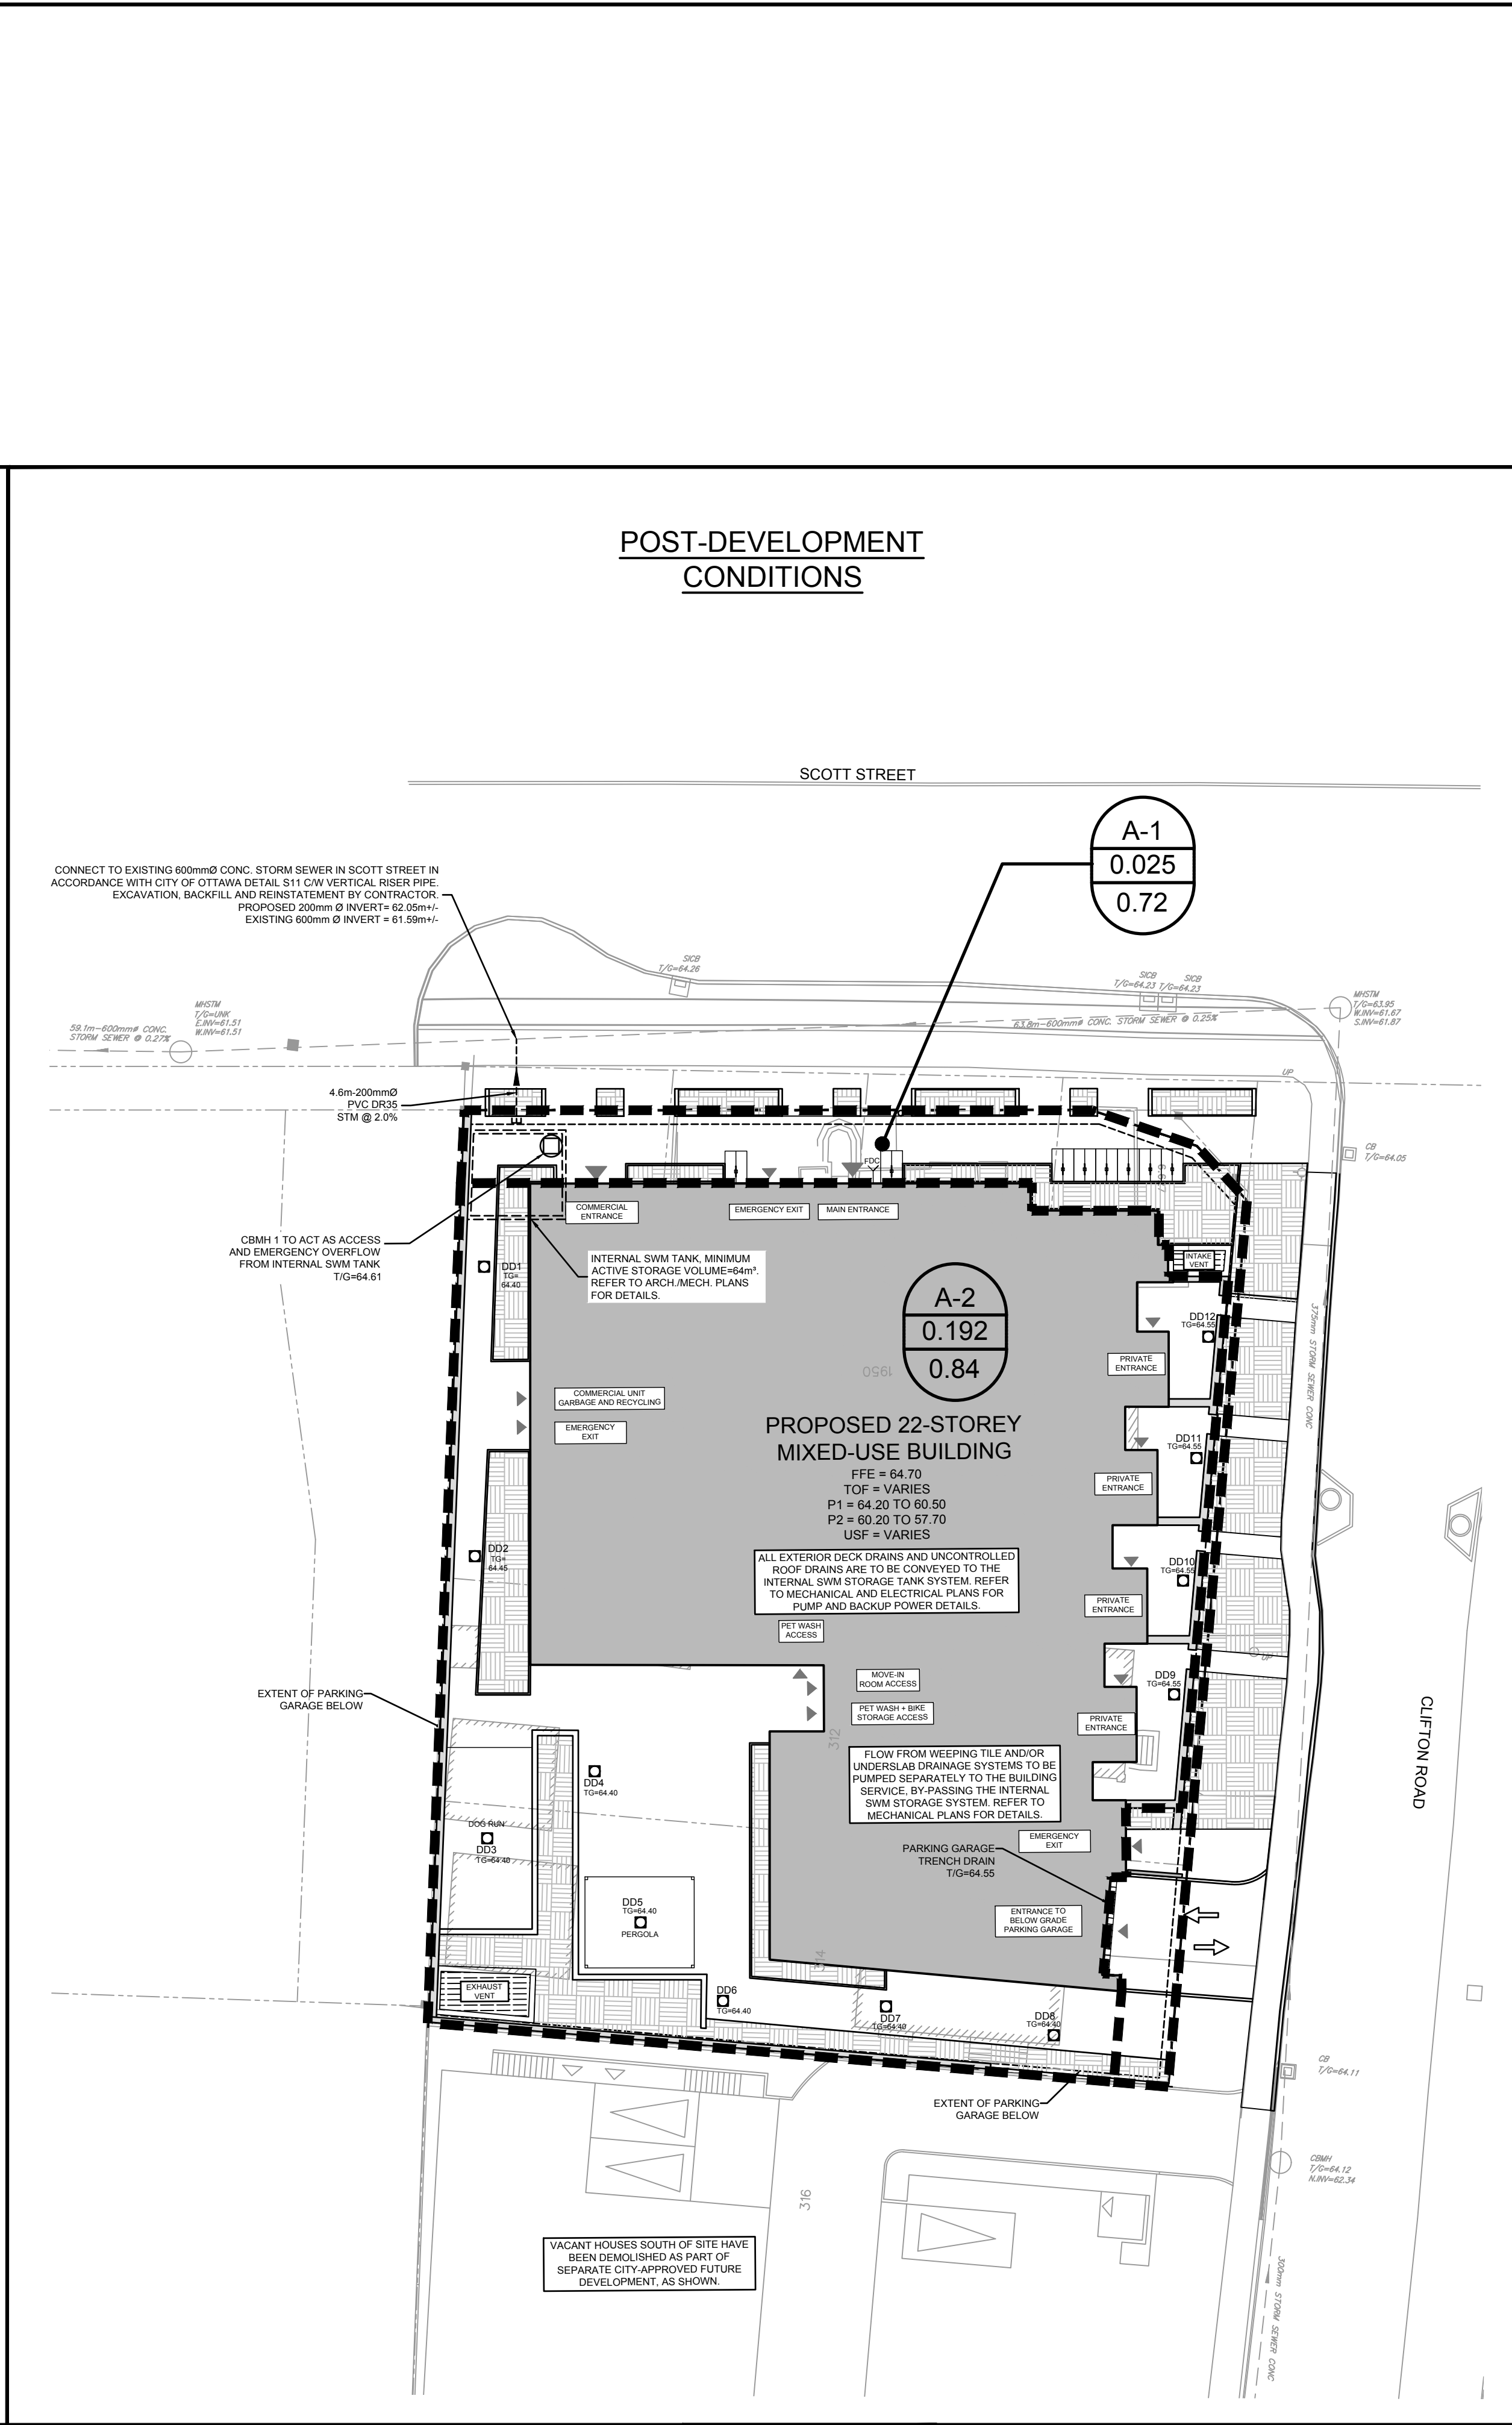 POST-DEVELOPMENT
CONDITIONS
SCOTT STREET
A-1
0.025
0.72
CONNECT TO EXISTING 600mmØ CONC. STORM SEWER IN SCOTT STREET IN
ACCORDANCE WITH CITY OF OTTAWA DETAIL S11 C/W VERTICAL RISER PIPE.
EXCAVATION, BACKFILL AND REINSTATEMENT BY CONTRACTOR.
PROPOSED 200mm Ø INVERT= 62.05m+/-
EXISTING 600mm Ø INVERT = 61.59m+/-
SICB
T/G=64.26
SICB
T/G=64.23
SICB
T/G=64.23
MHSTM
T/G=63.95
W.INV=61.67
S.INV=61.87
MHSTM
T/G=UNK
E.INV=61.51
W.INV=61.51
59.1m-600mmø CONC.
STORM SEWER @ 0.27%
63.8m-600mmø CONC. STORM SEWER @ 0.25%
UP
4.6m-200mmØ
PVC DR35
STM @ 2.0%
CB
T/G=64.05
FDC
COMMERCIAL
ENTRANCE
EMERGENCY EXIT
MAIN ENTRANCE
CBMH 1 TO ACT AS ACCESS
AND EMERGENCY OVERFLOW
FROM INTERNAL SWM TANK
T/G=64.61
INTERNAL SWM TANK, MINIMUM
ACTIVE STORAGE VOLUME=64m³.
REFER TO ARCH./MECH. PLANS
FOR DETAILS.
DD1
TG=
64.40
INTAKE
VENT
A-2
0.192
0.84
1950
DD12
TG=64.55
PRIVATE
ENTRANCE
375mm STORM SEWER CONC
COMMERCIAL UNIT
GARBAGE AND RECYCLING
EMERGENCY
EXIT
PROPOSED 22-STOREY
MIXED-USE BUILDING
FFE = 64.70
TOF = VARIES
P1 = 64.20 TO 60.50
P2 = 60.20 TO 57.70
USF = VARIES
DD11
TG=64.55
PRIVATE
ENTRANCE
DD2
TG=
64.45
ALL EXTERIOR DECK DRAINS AND UNCONTROLLED
ROOF DRAINS ARE TO BE CONVEYED TO THE
INTERNAL SWM STORAGE TANK SYSTEM. REFER
TO MECHANICAL AND ELECTRICAL PLANS FOR
PUMP AND BACKUP POWER DETAILS.
DD10
TG=64.55
PRIVATE
ENTRANCE
PET WASH
ACCESS
UP
MOVE-IN
ROOM ACCESS
PET WASH + BIKE
STORAGE ACCESS
DD9
TG=64.55
PRIVATE
ENTRANCE
EXTENT OF PARKING
GARAGE BELOW
CLIFTON ROAD
312
FLOW FROM WEEPING TILE AND/OR
UNDERSLAB DRAINAGE SYSTEMS TO BE
PUMPED SEPARATELY TO THE BUILDING
SERVICE, BY-PASSING THE INTERNAL
SWM STORAGE SYSTEM. REFER TO
MECHANICAL PLANS FOR DETAILS.
DD4
TG=64.40
DOG RUN
DD3
TG=64.40
EMERGENCY
EXIT
PARKING GARAGE
TRENCH DRAIN
T/G=64.55
DD5
TG=64.40
PERGOLA
ENTRANCE TO
BELOW GRADE
PARKING GARAGE
314
EXHAUST
VENT
DD6
TG=64.40
DD7
TG=64.40
DD8
TG=64.40
CB
T/G=64.11
EXTENT OF PARKING
GARAGE BELOW
CBMH
T/G=64.12
N.INV=62.34
316
VACANT HOUSES SOUTH OF SITE HAVE
BEEN DEMOLISHED AS PART OF
SEPARATE CITY-APPROVED FUTURE
DEVELOPMENT, AS SHOWN.
300mm STORM SEWER CONC